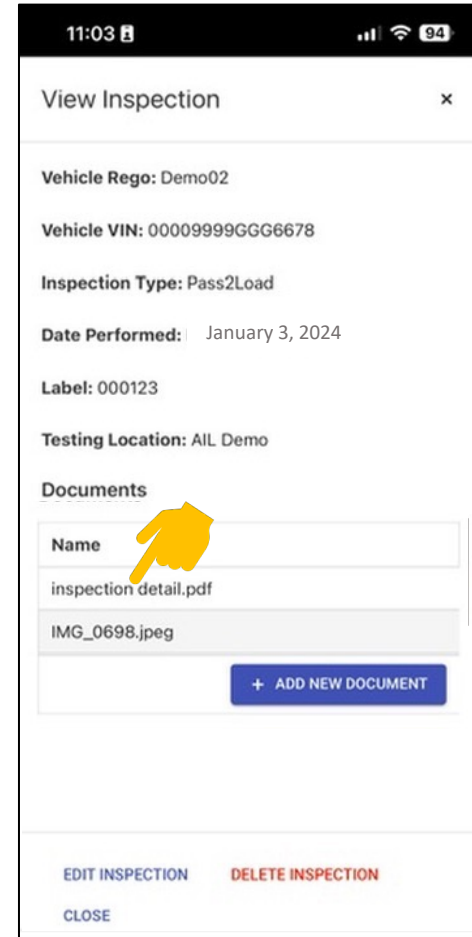 11:03 94
View Inspection ×
Vehicle Rego: Demo02
Vehicle VIN: 00009999GGG6678
Inspection Type: Pass2Load
Date Performed: January 3, 2024
Label: 000123
Testing Location: AIL Demo
Documents
Name
inspection detail.pdf
IMG_0698.jpeg
+ ADD NEW DOCUMENT
EDIT INSPECTION DELETE INSPECTION
CLOSE